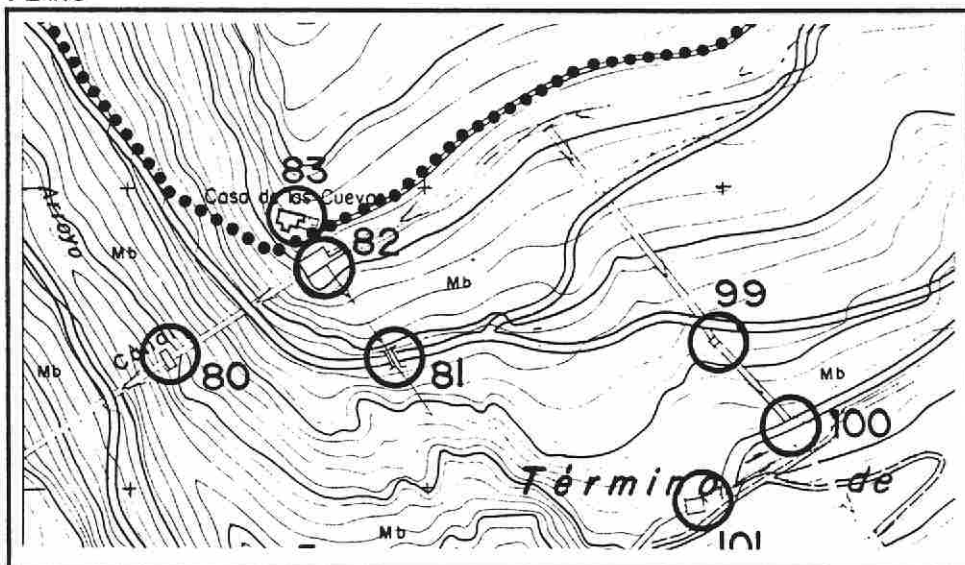 83
Casa de las Cuevas
82
Arroyo
Mb
Mb
99
80
81
Mb
Mb
100
Término de
Mb
101